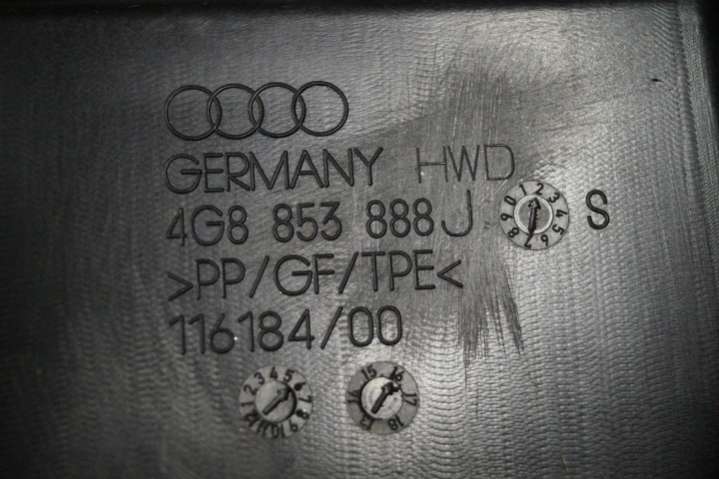 GERMANY HWD
4G8 853 888 J S
>PP/GF/TPE<
116184/00